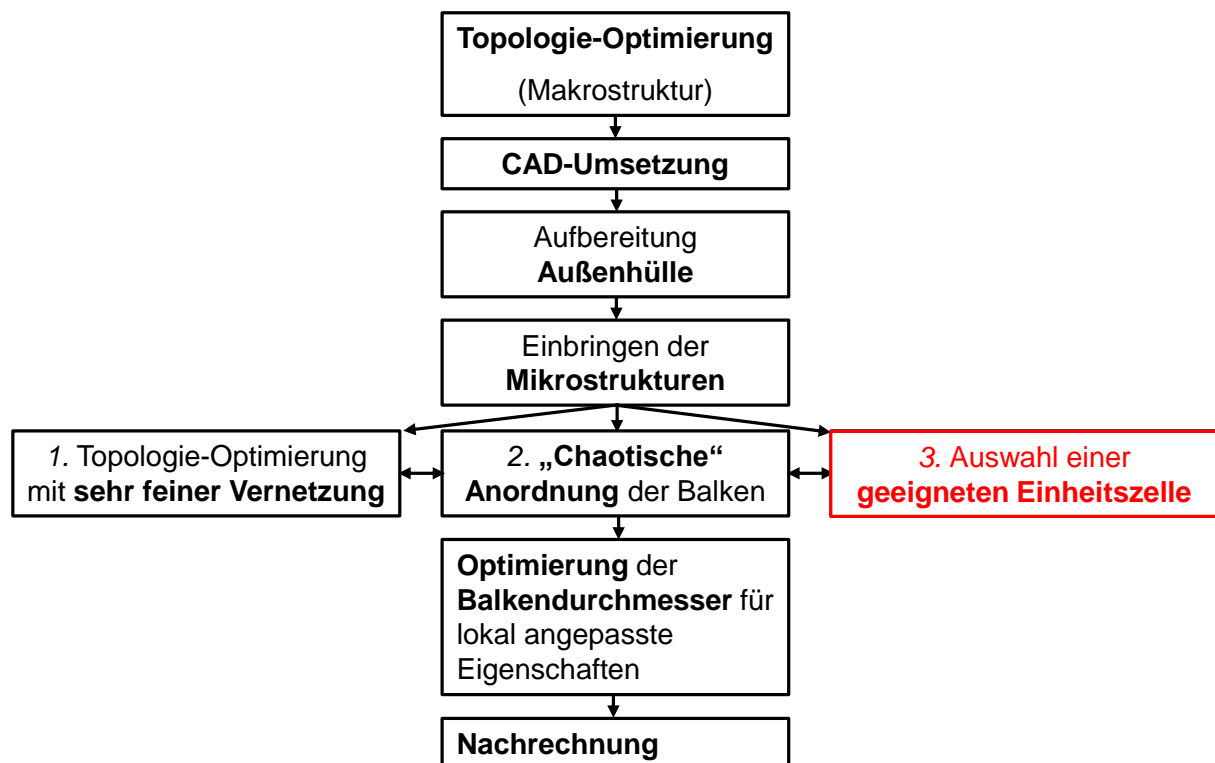 Topologie-Optimierung
(Makrostruktur)
CAD-Umsetzung
Aufbereitung
Außenhülle
Einbringen der
Mikrostrukturen
1. Topologie-Optimierung
mit sehr feiner Vernetzung
2. „Chaotische“
Anordnung der Balken
3. Auswahl einer
geeigneten Einheitszelle
Optimierung der
Balkendurchmesser für
lokal angepasste
Eigenschaften
Nachrechnung